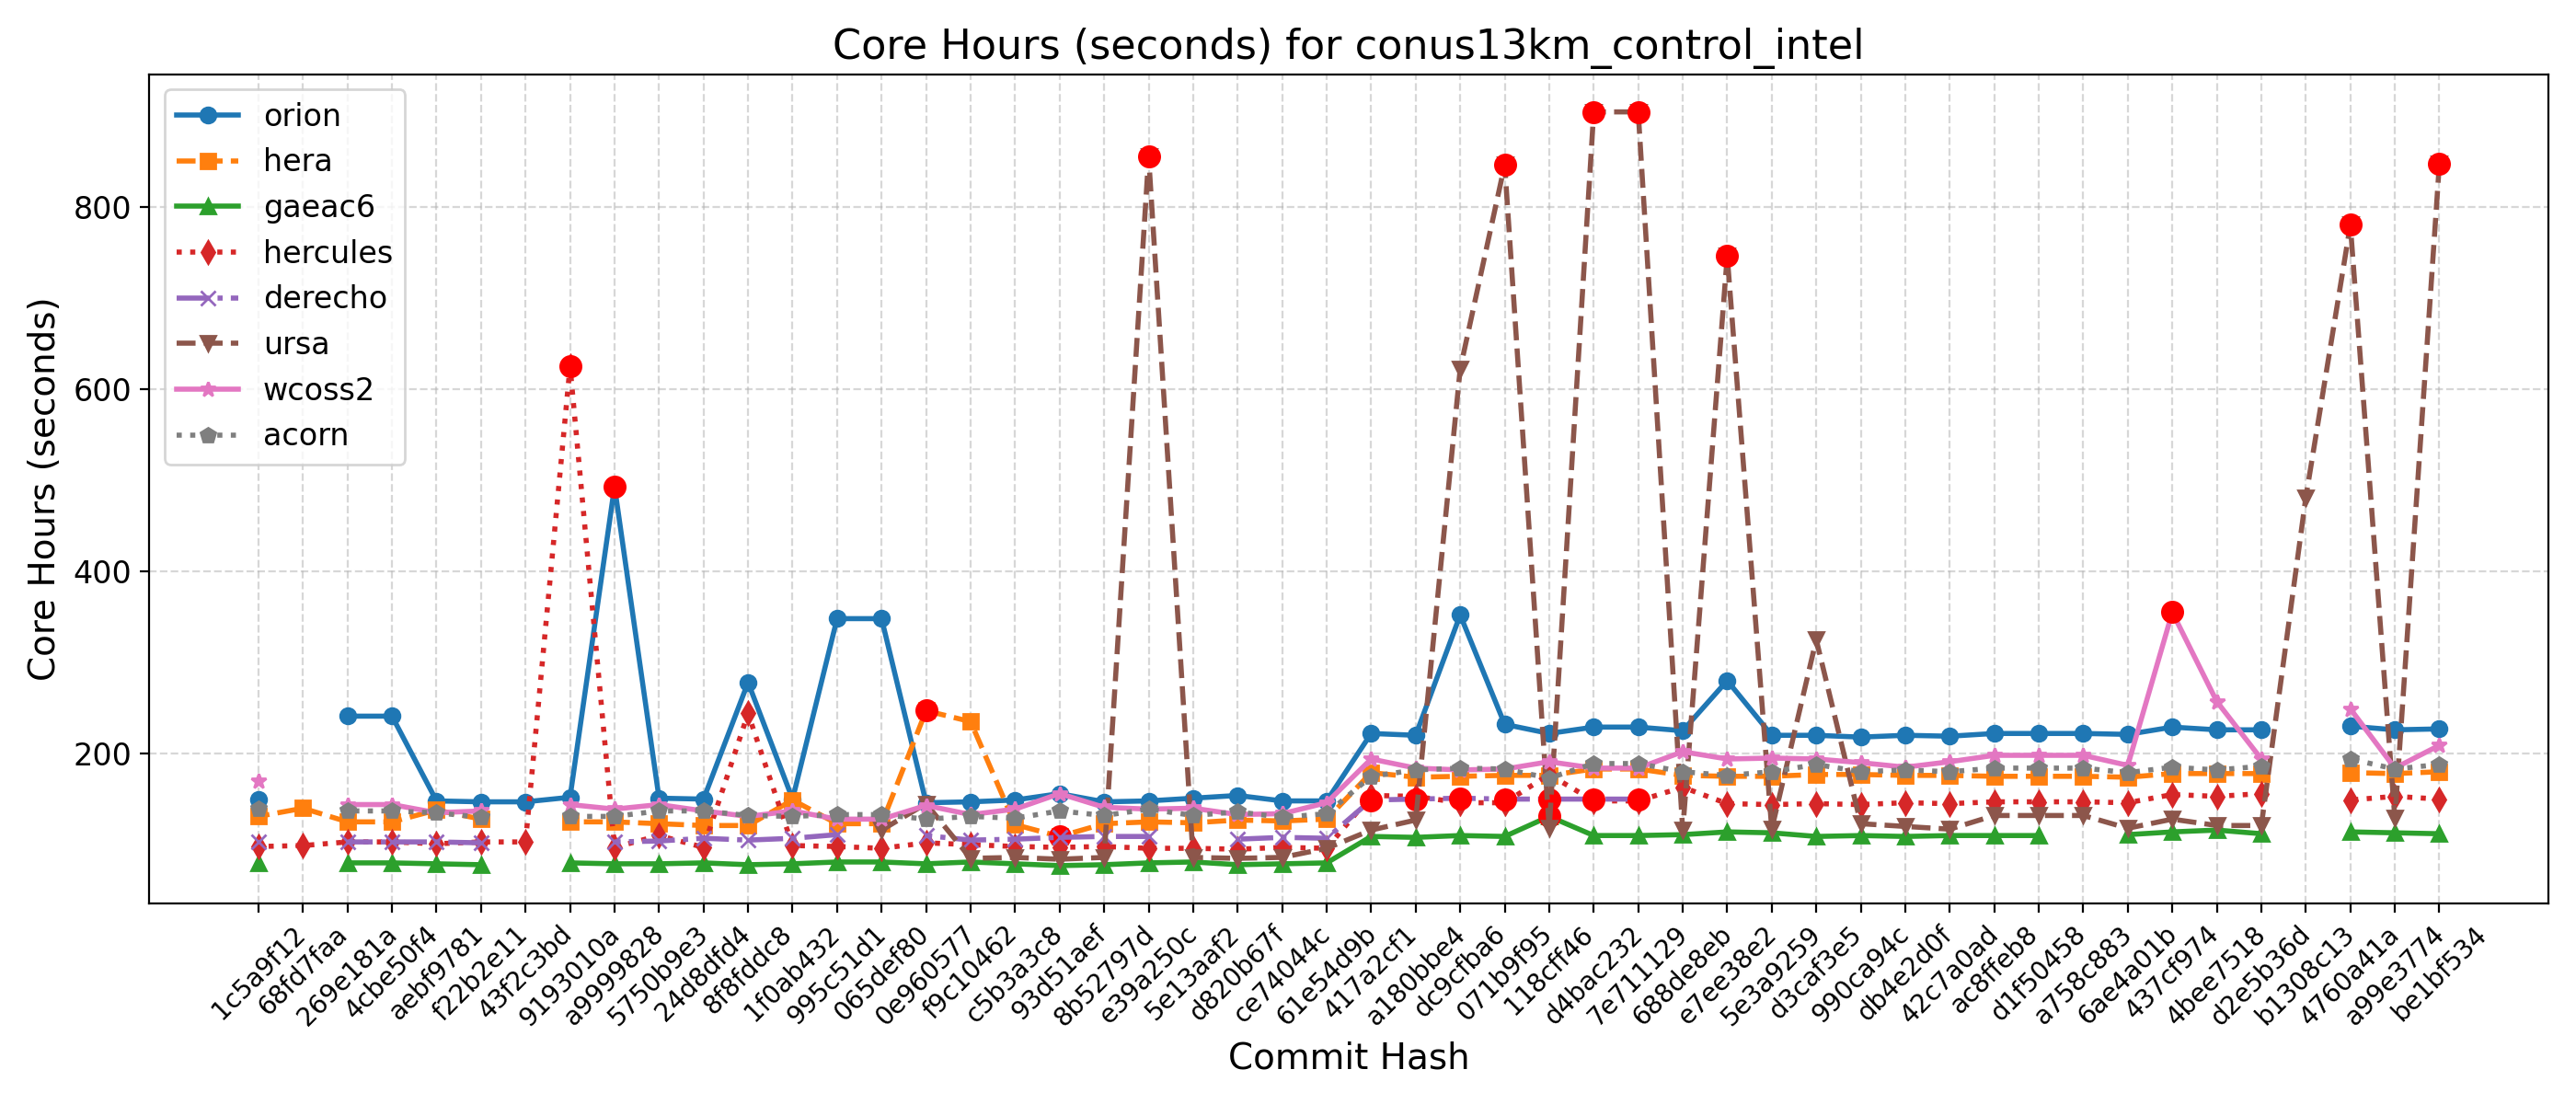 Core Hours (seconds) for conus13km_control_intel
Core Hours (seconds)
800
600
400
200
orion
hera
gaeac6
hercules
derecho
ursa
wcoss2
acorn
1c5a9f12
68fd7faa
269e181a
4cbe50f4
aebf9781
f22b2e11
43f2c3bd
9193010a
a9999828
5750b9e3
24d8dfd4
8f8fddc8
1f0ab432
995c51d1
065def80
0e960577
f9c10462
c5b3a3c8
93d51aef
8b52797d
e39a250c
5e13aaf2
d820b67f
ce74044c
61e54d9b
417a2cf1
a180bbe4
dc9cfba6
071b9f95
118cff46
d4bac232
7e711129
688de8eb
e7ee38e2
5e3a9259
d3caf3e5
990ca94c
db4e2d0f
42c7a0ad
ac8ffeb8
d1f50458
a758c883
6ae4a01b
437cf974
4bee7518
d2e5b36d
b1308c13
4760a41a
a99e3774
be1bf534
Commit Hash